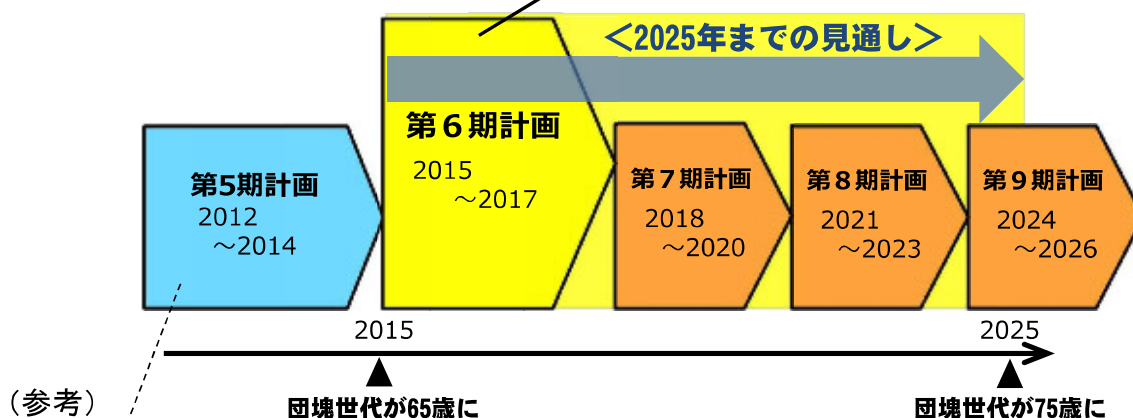 ＜2025年までの見通し＞
第５期計画
2012
～2014
第６期計画
2015
～2017
第７期計画
2018
～2020
第８期計画
2021
～2023
第９期計画
2024
～2026
2015
2025
▲
▲
（参考）
団塊世代が65歳に
団塊世代が75歳に